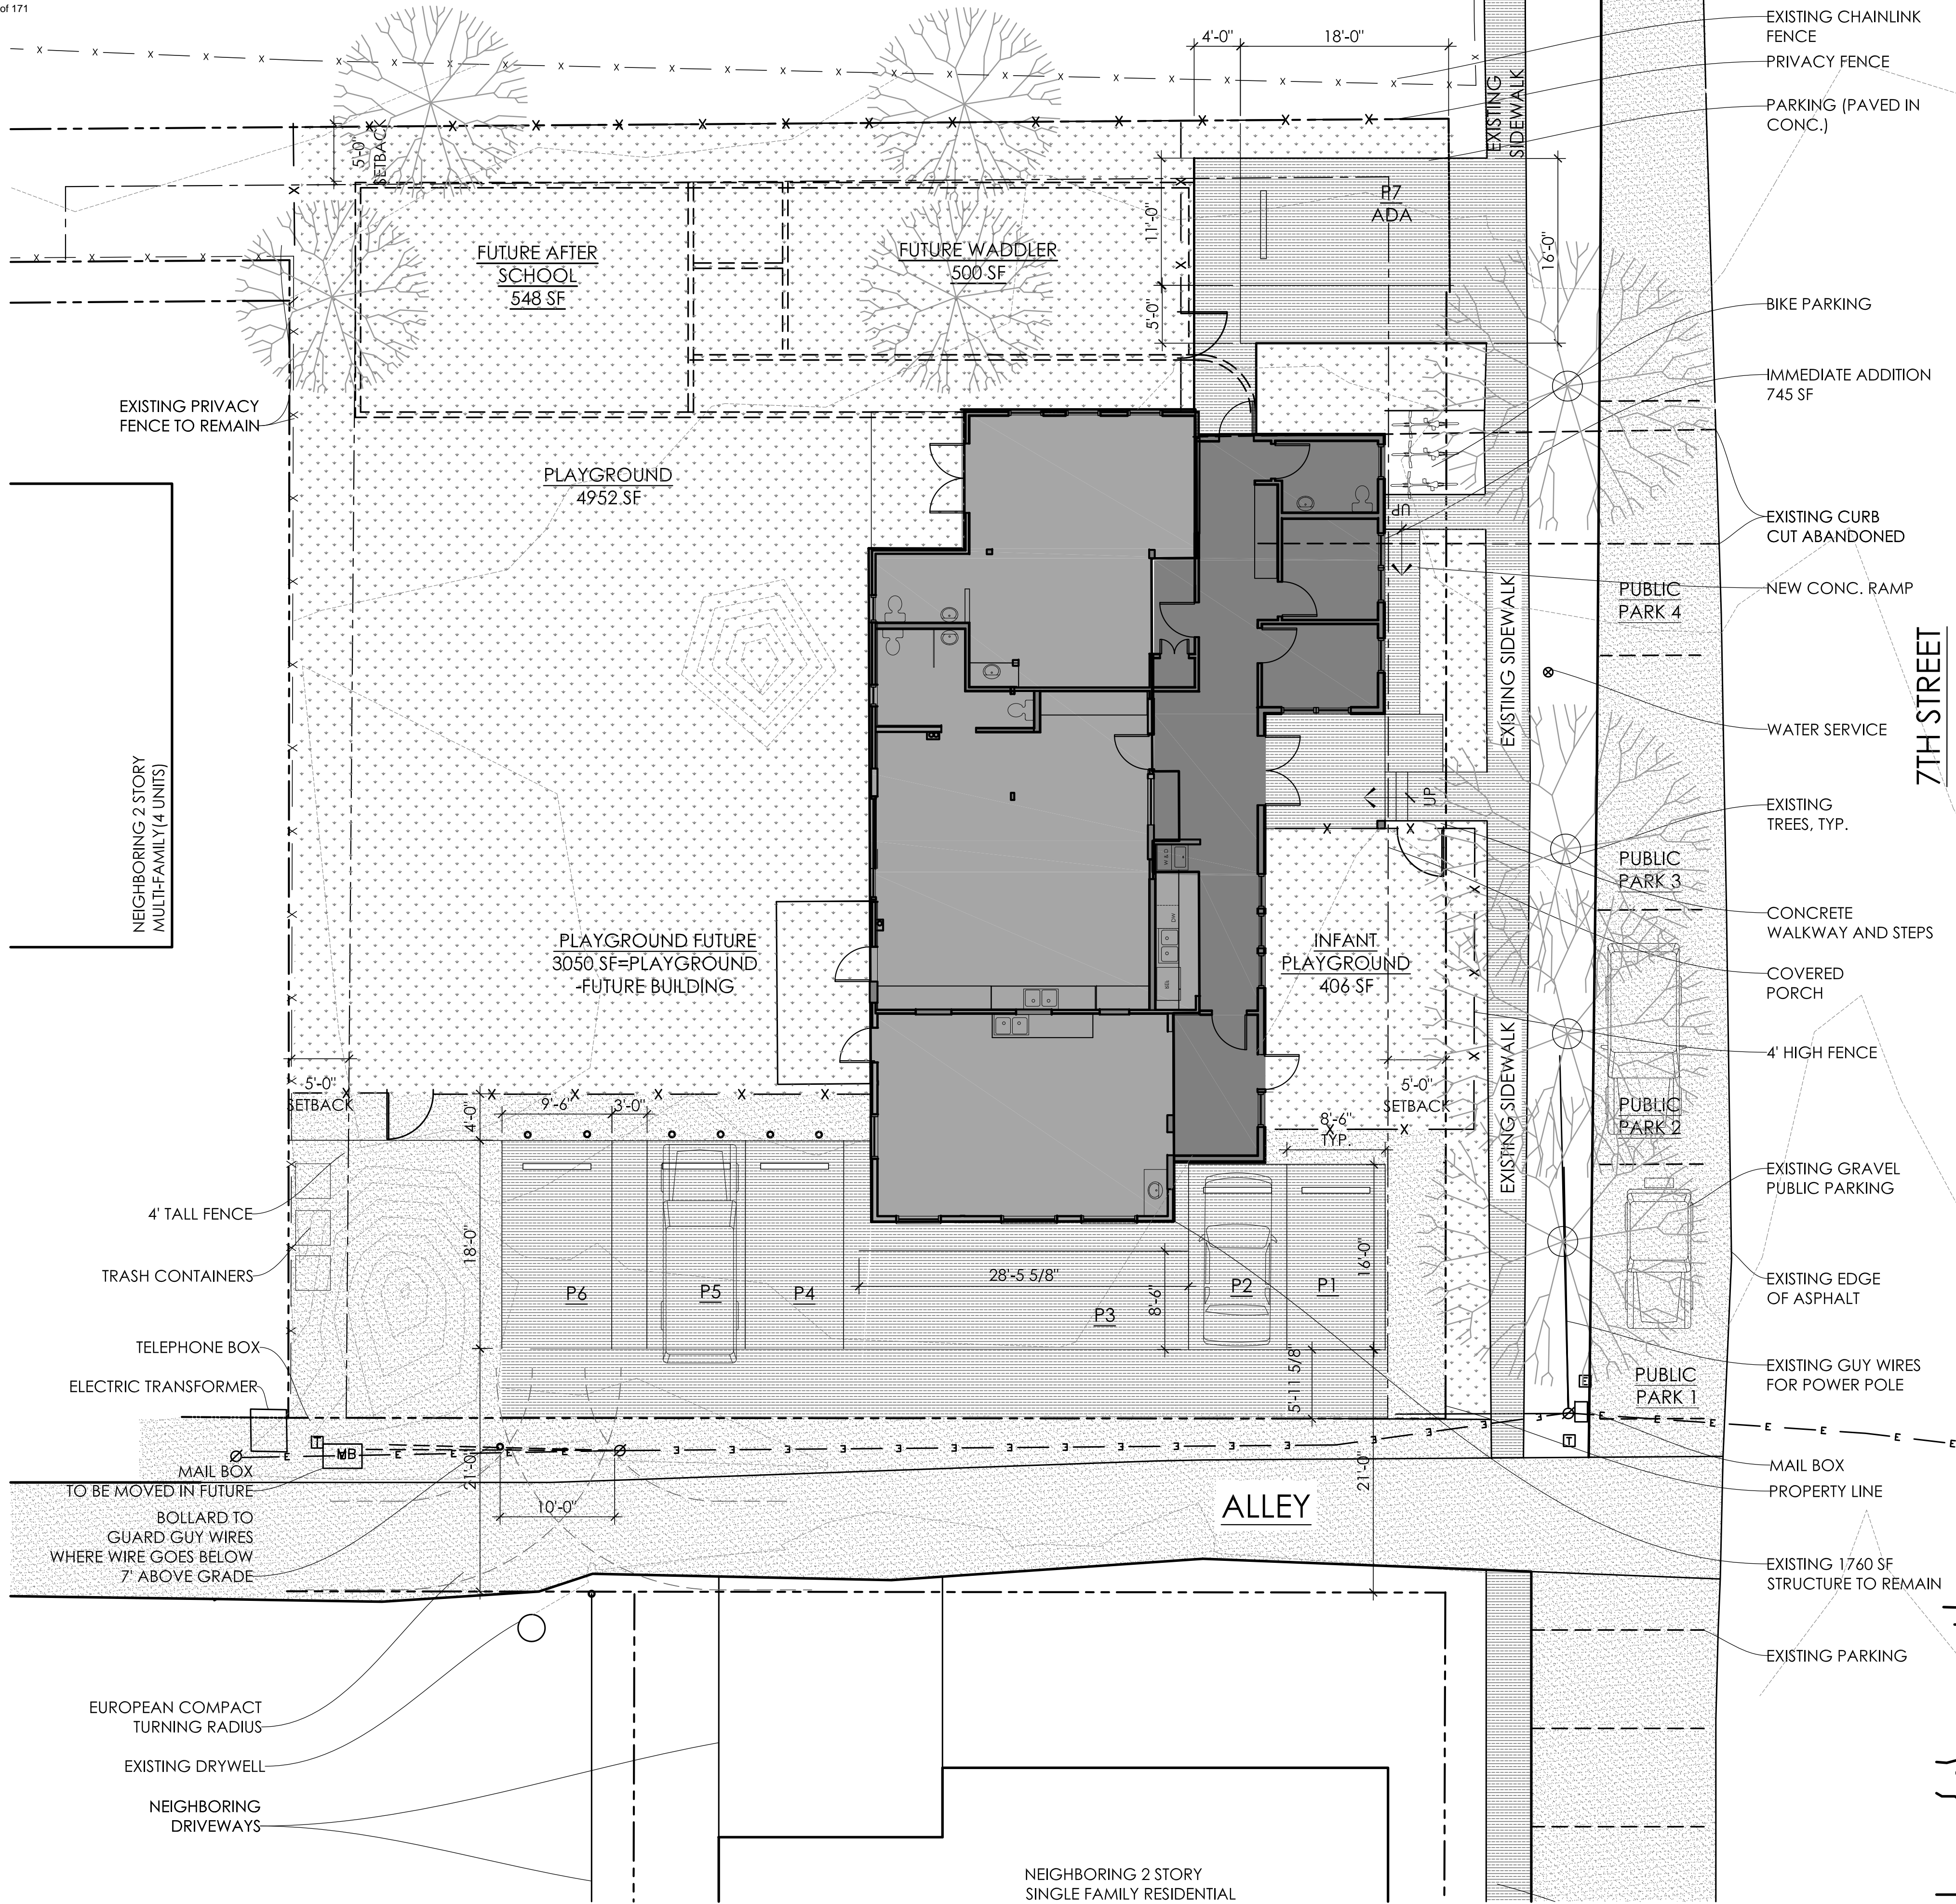 of 171
4'-0"
18'-0"
EXISTING CHAINLINK
FENCE
PRIVACY FENCE
PARKING (PAVED IN
CONC.)
EXISTING
SIDEWALK
5'-0"
SETBACK
P7
ADA
11'-0"
16'-0"
5'-0"
FUTURE AFTER
SCHOOL
548 SF
FUTURE WADDLER
500 SF
BIKE PARKING
IMMEDIATE ADDITION
745 SF
EXISTING PRIVACY
FENCE TO REMAIN
PLAYGROUND
4952 SF
UP
EXISTING CURB
CUT ABANDONED
NEW CONC. RAMP
PUBLIC
PARK 4
EXISTING SIDEWALK
7TH STREET
WATER SERVICE
NEIGHBORING 2 STORY
MULTI-FAMILY(4 UNITS)
UP
EXISTING
TREES, TYP.
W & D
PUBLIC
PARK 3
DW
CONCRETE
WALKWAY AND STEPS
PLAYGROUND FUTURE
3050 SF=PLAYGROUND
-FUTURE BUILDING
INFANT
PLAYGROUND
406 SF
COVERED
PORCH
4' HIGH FENCE
EXISTING SIDEWALK
5'-0"
SETBACK
4'-0"
9'-6"
3'-0"
5'-0"
SETBACK
8'-6"
TYP.
PUBLIC
PARK 2
EXISTING GRAVEL
PUBLIC PARKING
4' TALL FENCE
18'-0"
TRASH CONTAINERS
P6
P5
P4
28'-5 5/8"
8'-6"
P3
P2
P1
16'-0"
EXISTING EDGE
OF ASPHALT
TELEPHONE BOX
ELECTRIC TRANSFORMER
5'-11 5/8"
PUBLIC
PARK 1
E
EXISTING GUY WIRES
FOR POWER POLE
T
MB
E E E E E E E E E E E E E E E E E E E E E
T
MAIL BOX
TO BE MOVED IN FUTURE
21'-0"
10'-0"
21'-0"
ALLEY
MAIL BOX
PROPERTY LINE
BOLLARD TO
GUARD GUY WIRES
WHERE WIRE GOES BELOW
7' ABOVE GRADE
EXISTING 1760 SF
STRUCTURE TO REMAIN
EXISTING PARKING
EUROPEAN COMPACT
TURNING RADIUS
EXISTING DRYWELL
NEIGHBORING
DRIVEWAYS
NEIGHBORING 2 STORY
SINGLE FAMILY RESIDENTIAL